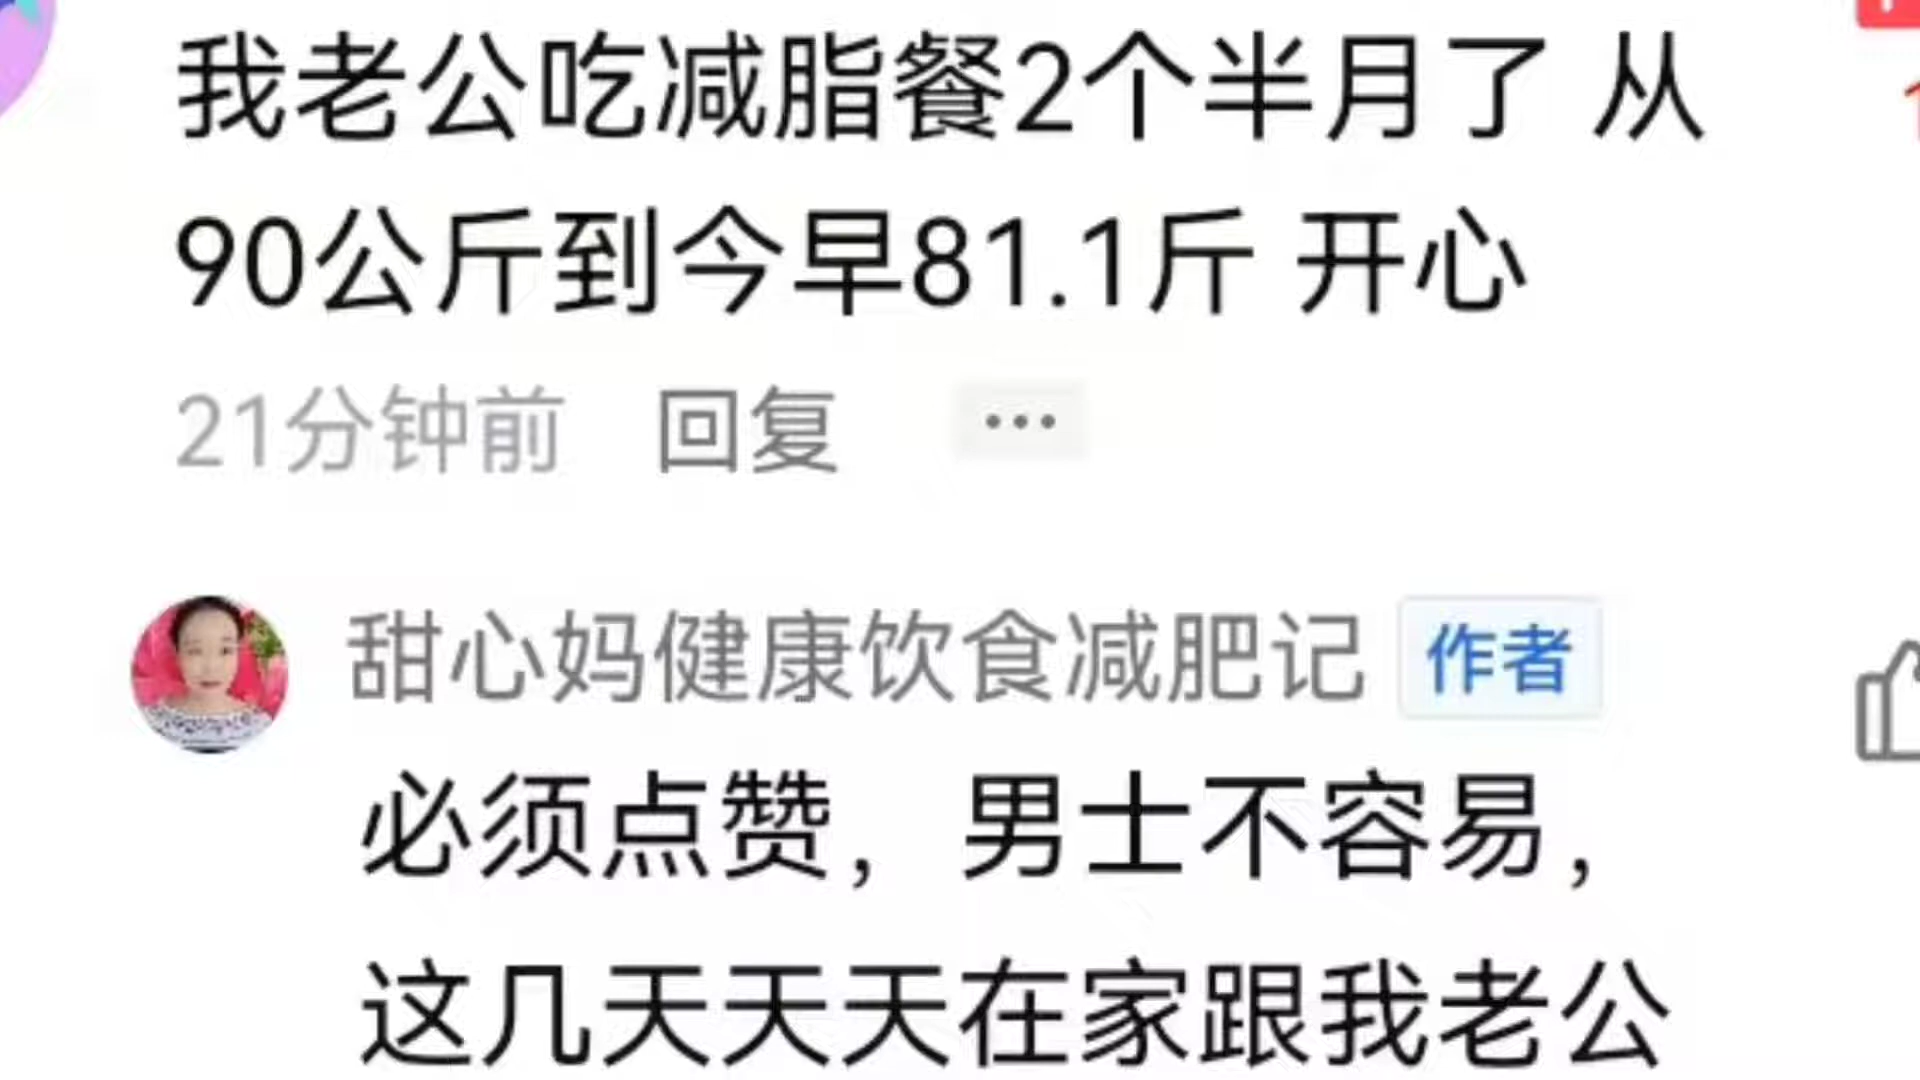 我老公吃减脂餐2个半月了 从
90公斤到今早81.1斤 开心
21分钟前 回复 ...
甜心妈健康饮食减肥记 作者
必须点赞，男士不容易，
这几天天天在家跟我老公